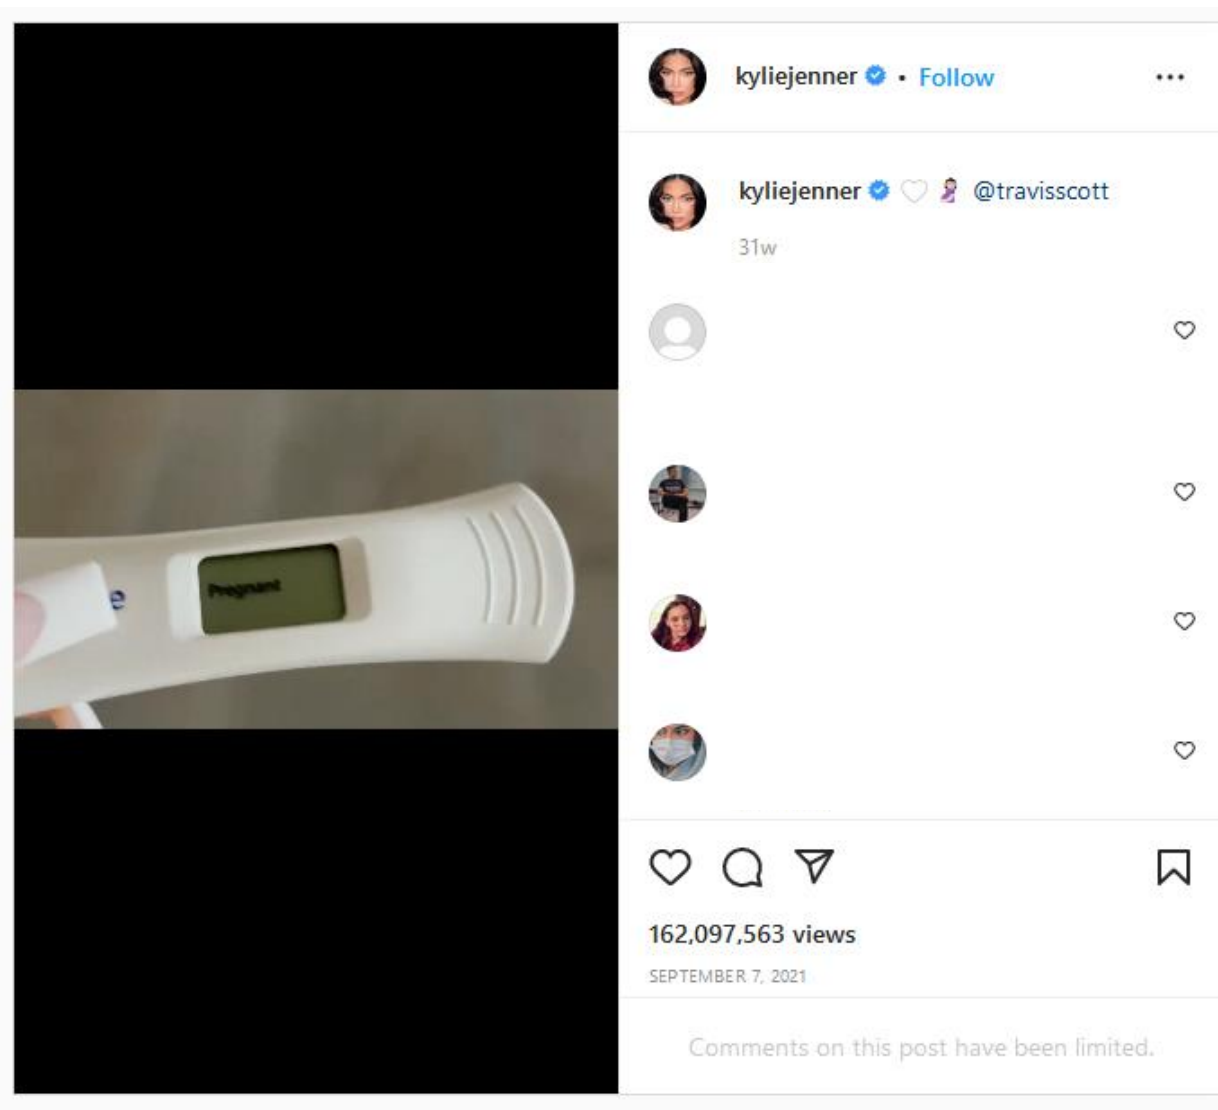 kyliejenner • Follow
kyliejenner @travisscott
31w
e
Pregnant
162,097,563 views
SEPTEMBER 7, 2021
Comments on this post have been limited.